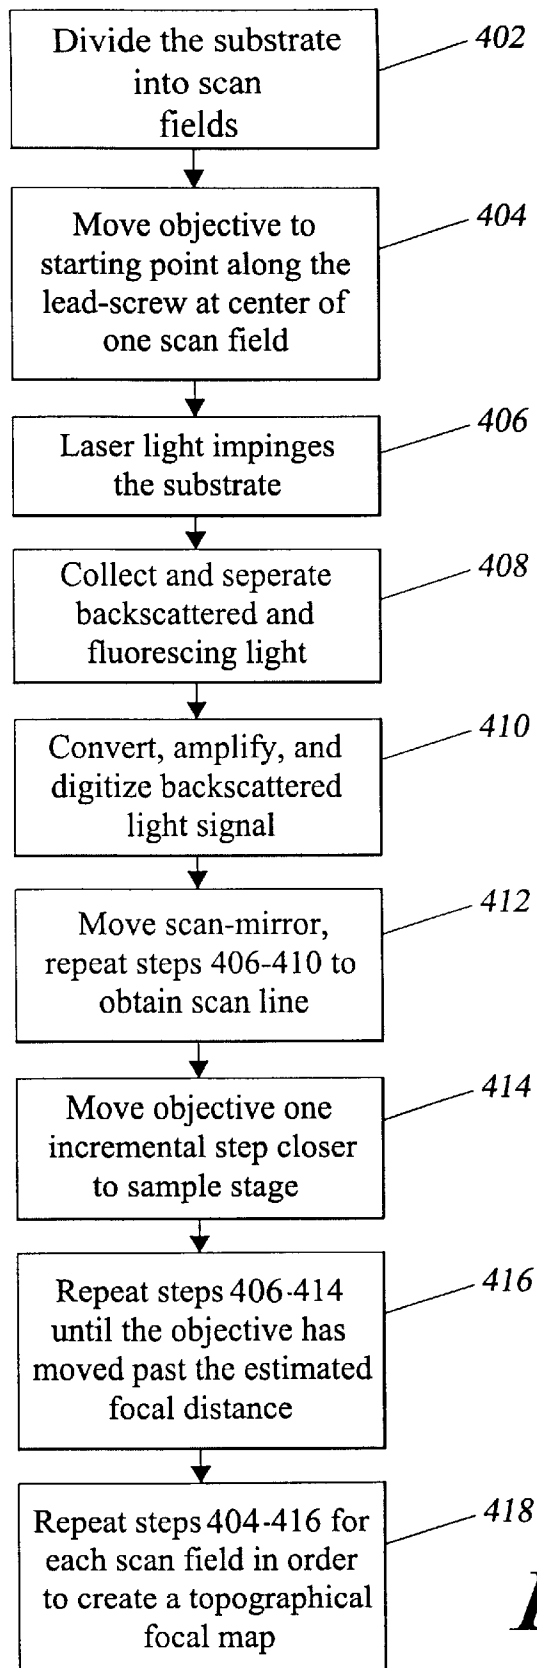 Divide the substrate
into scan
fields
402
Move objective to
starting point along the
lead-screw at center of
one scan field
404
Laser light impinges
the substrate
406
Collect and seperate
backscattered and
fluorescing light
408
Convert, amplify, and
digitize backscattered
light signal
410
Move scan-mirror,
repeat steps 406-410 to
obtain scan line
412
Move objective one
incremental step closer
to sample stage
414
Repeat steps 406-414
until the objective has
moved past the estimated
focal distance
416
Repeat steps 404-416 for
each scan field in order
to create a topographical
focal map
418